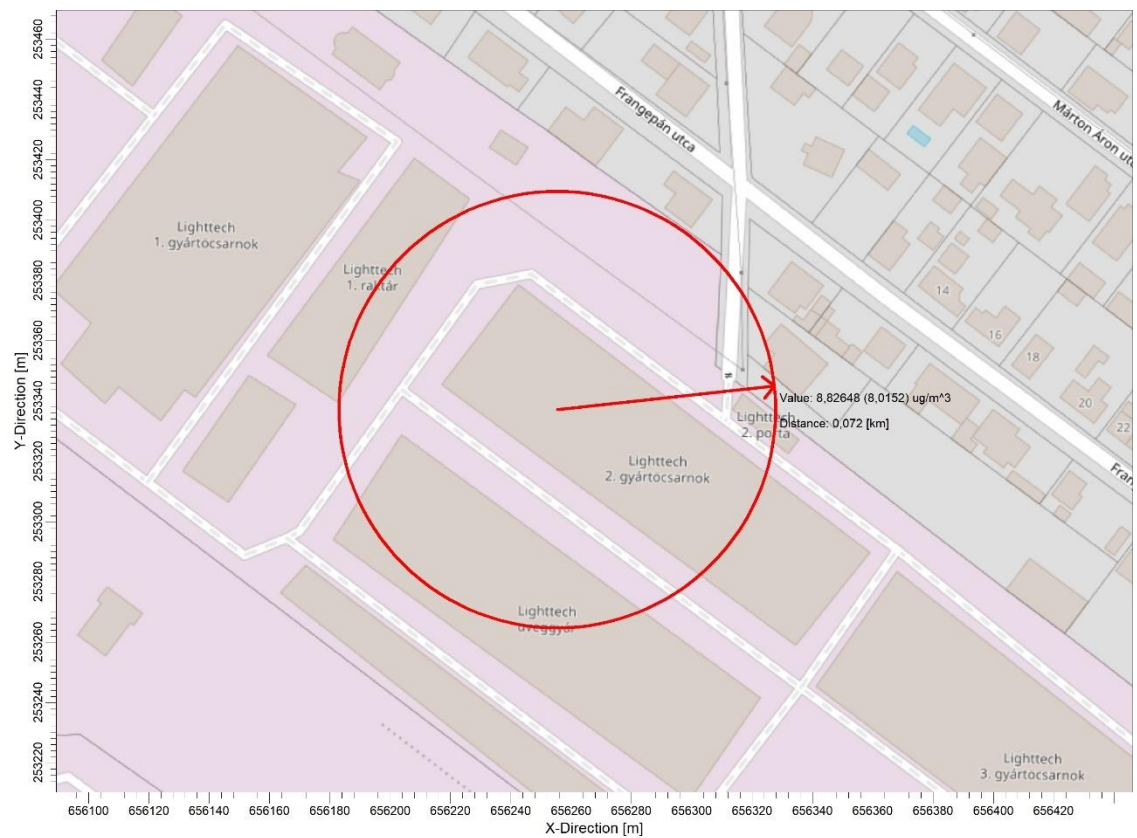 Y-Direction [m]
253220 253240 253260 253280 253300 253320 253340 253360 253380 253400 253420 253440 253460
Frangepán utca
Márton Áron utc
Lighttech
1. gyártócsarnok
Lighttech
1. raktár
14
16
18
20
22
Value: 8,82648 (8,0152) ug/m^3
Distance: 0,072 [km]
Lighttech
2. porta
Lighttech
2. gyártócsarnok
Frang
Lighttech
üveggyár
Lighttech
3. gyártócsarnok
656100 656120 656140 656160 656180 656200 656220 656240 656260 656280 656300 656320 656340 656360 656380 656400 656420
X-Direction [m]